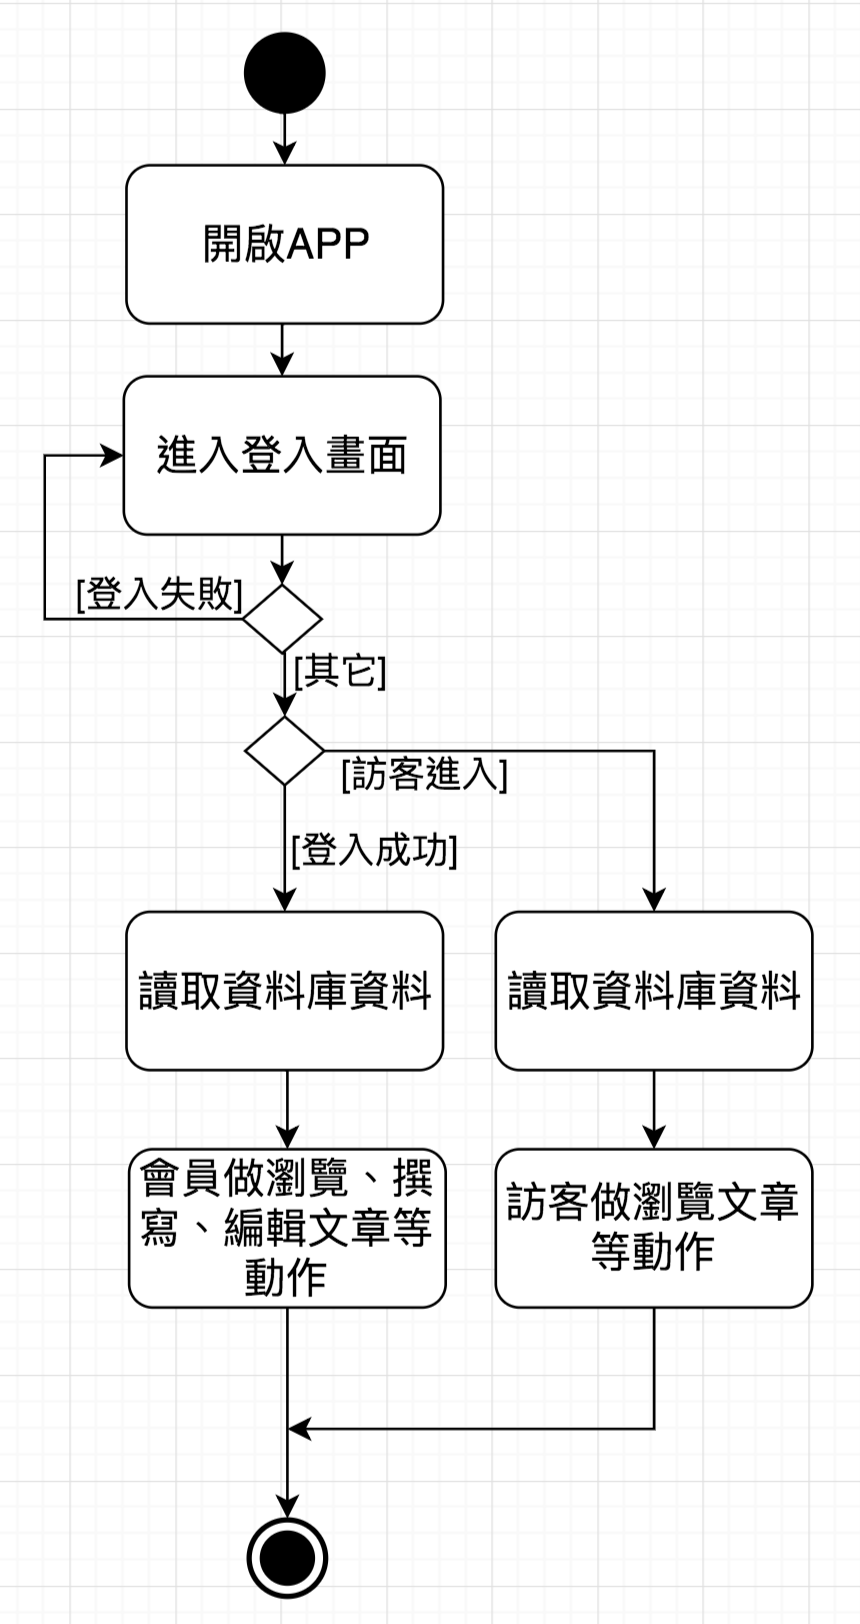 開啟APP
進入登入畫面
[登入失敗]
[其它]
[訪客進入]
[登入成功]
讀取資料庫資料
讀取資料庫資料
會員做瀏覽、撰
寫、編輯文章等
動作
訪客做瀏覽文章
等動作